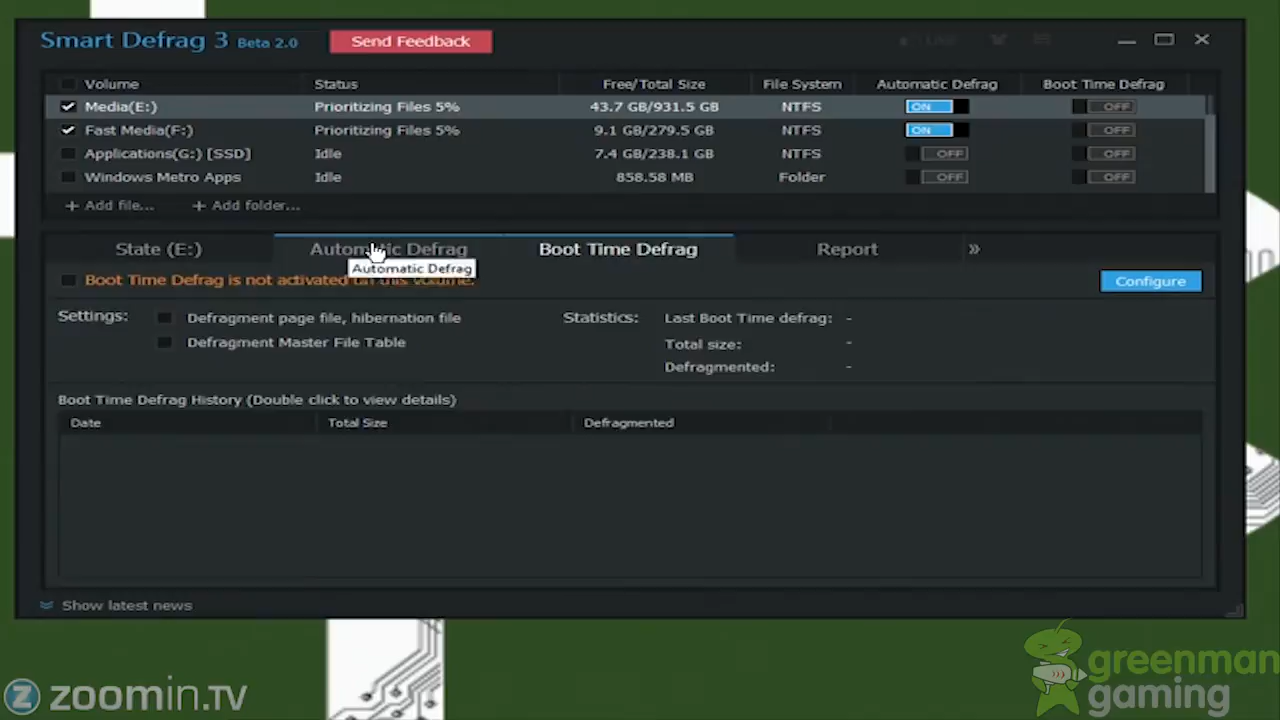 Smart Defrag 3 Beta 2.0 Send Feedback
Volume Status Free/Total Size File System Automatic Defrag Boot Time Defrag
Media(E:) Prioritizing Files 5% 43.7 GB/931.5 GB NTFS ON OFF
Fast Media(F:) Prioritizing Files 5% 9.1 GB/279.5 GB NTFS ON OFF
Applications(G:) [SSD] Idle 7.4 GB/238.1 GB NTFS OFF OFF
Windows Metro Apps Idle 858.58 MB Folder OFF OFF
+ Add file... + Add folder...
State (E:) Automatic Defrag Boot Time Defrag Report »
Automatic Defrag
Boot Time Defrag is not activated on this volume. Configure
Settings: Defragment page file, hibernation file Statistics: Last Boot Time defrag: -
Defragment Master File Table Total size: -
Defragmented: -
Boot Time Defrag History (Double click to view details)
Date Total Size Defragmented
Show latest news
Z zoomin.tv
greenman
gaming